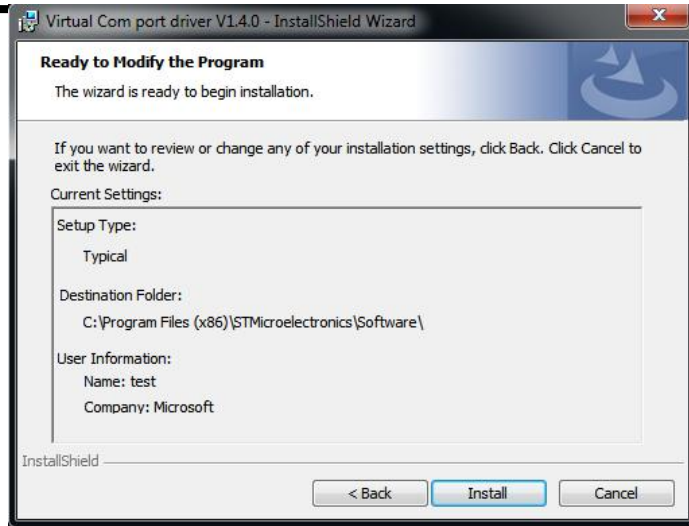 Virtual Com port driver V1.4.0 - InstallShield Wizard
Ready to Modify the Program
The wizard is ready to begin installation.
If you want to review or change any of your installation settings, click Back. Click Cancel to
exit the wizard.
Current Settings:
Setup Type:
Typical
Destination Folder:
C:\Program Files (x86)\STMicroelectronics\Software\
User Information:
Name: test
Company: Microsoft
InstallShield
< Back
Install
Cancel